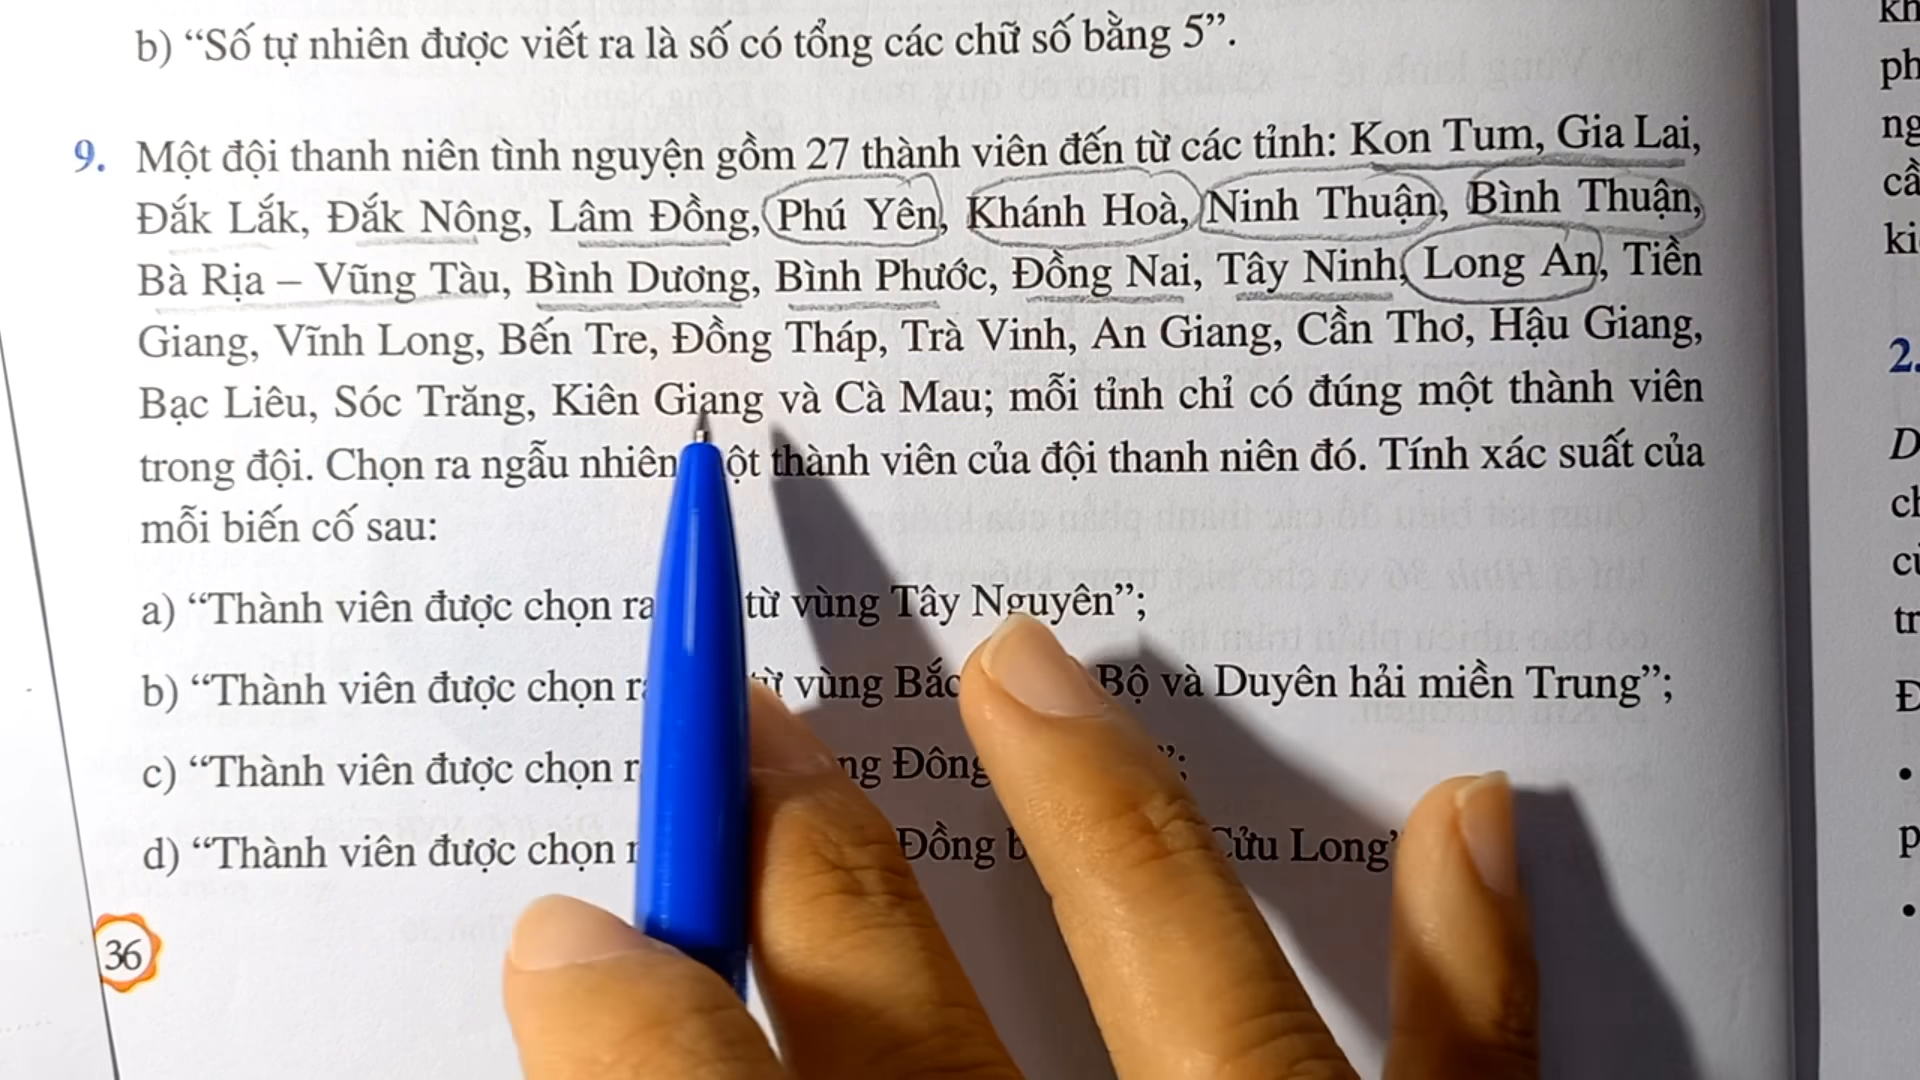 b) “Số tự nhiên được viết ra là số có tổng các chữ số bằng 5”.
9. Một đội thanh niên tình nguyện gồm 27 thành viên đến từ các tỉnh: Kon Tum, Gia Lai,
Đắk Lắk, Đắk Nông, Lâm Đồng, Phú Yên, Khánh Hoà, Ninh Thuận, Bình Thuận,
Bà Rịa – Vũng Tàu, Bình Dương, Bình Phước, Đồng Nai, Tây Ninh, Long An, Tiền
Giang, Vĩnh Long, Bến Tre, Đồng Tháp, Trà Vinh, An Giang, Cần Thơ, Hậu Giang,
Bạc Liêu, Sóc Trăng, Kiên Giang và Cà Mau; mỗi tỉnh chỉ có đúng một thành viên
trong đội. Chọn ra ngẫu nhiên một thành viên của đội thanh niên đó. Tính xác suất của
mỗi biến cố sau:
a) “Thành viên được chọn ra từ vùng Tây Nguyên”;
b) “Thành viên được chọn từ vùng Bắc Bộ và Duyên hải miền Trung”;
c) “Thành viên được chọn Đông ”;
d) “Thành viên được chọn Đồng Cửu Long”
36
2.